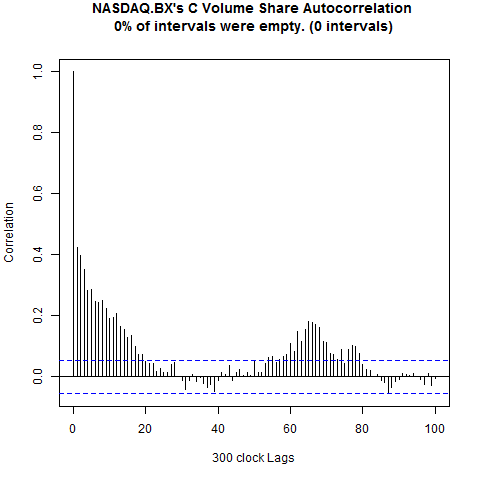 NASDAQ.BX's C Volume Share Autocorrelation
0% of intervals were empty. (0 intervals)
Correlation
1.0
0.8
0.6
0.4
0.2
0.0
0 20 40 60 80 100
300 clock Lags